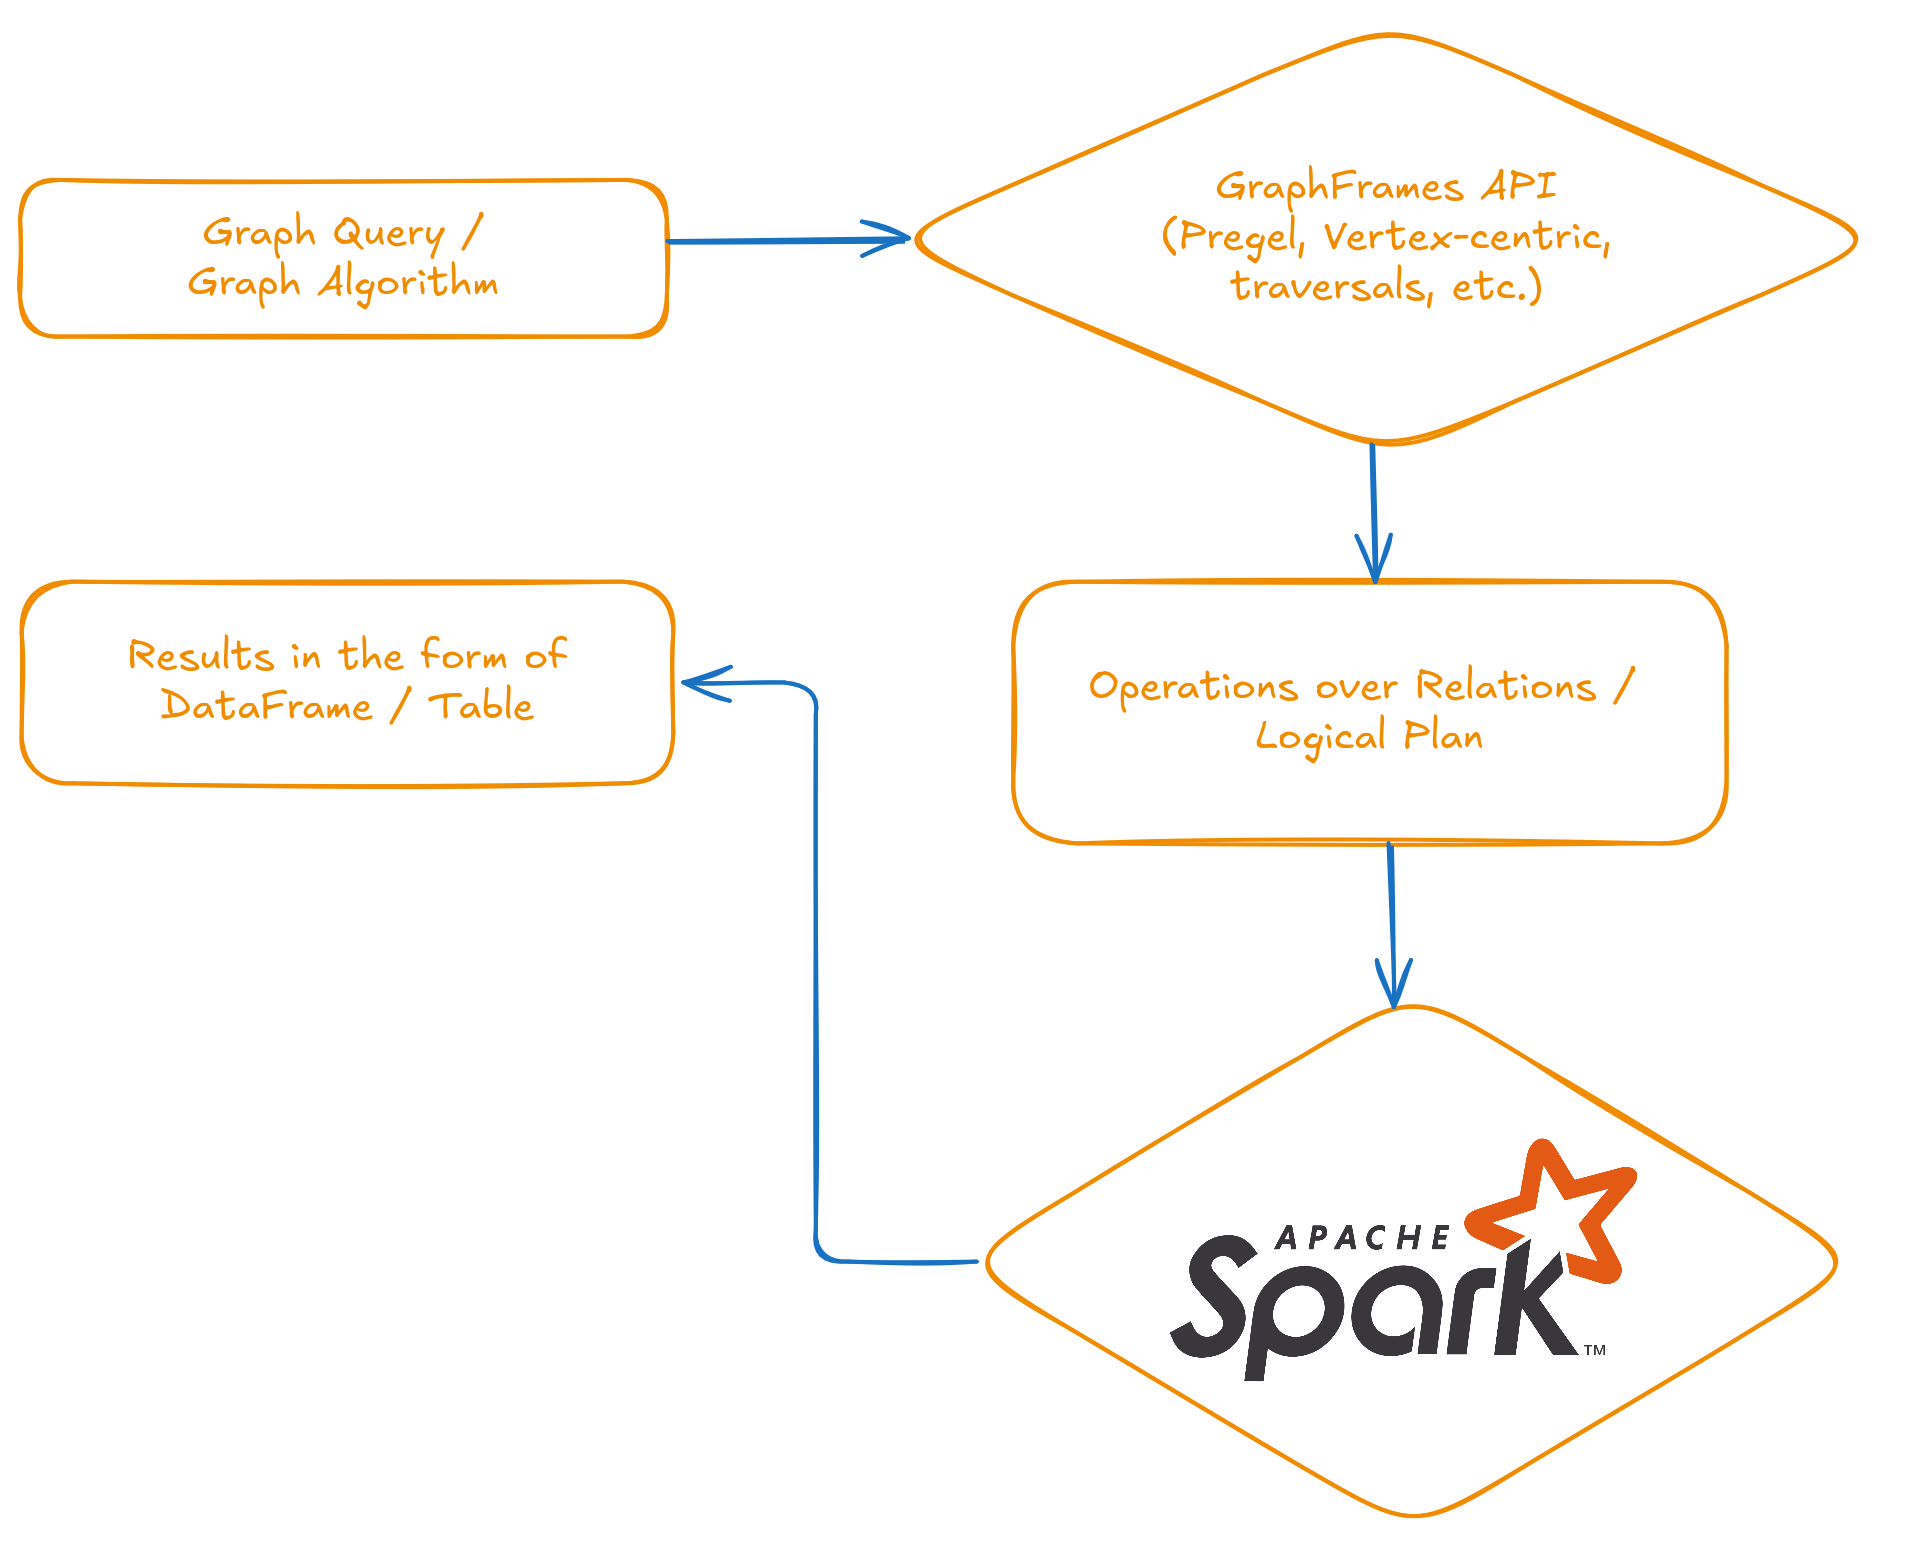 Graph Query /
Graph Algorithm
GraphFrames API
(Pregel, Vertex-centric,
traversals, etc.)
Operations over Relations /
Logical Plan
APACHE
Spark™
Results in the form of
DataFrame / Table